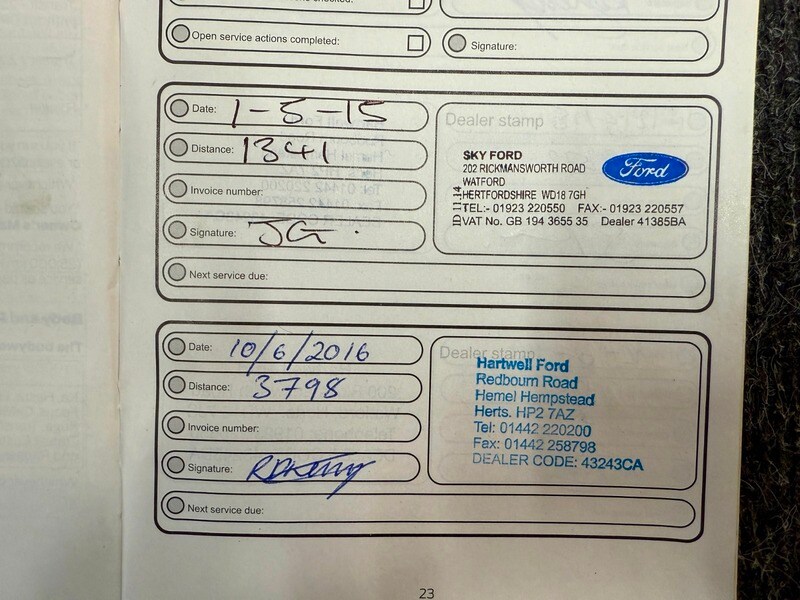 Open service actions completed:
Signature:
Date: 1-5-15
Distance: 1341
Invoice number:
Signature: JG.
Next service due:
Dealer stamp
SKY FORD
202 RICKMANSWORTH ROAD
WATFORD
HERTFORDSHIRE WD18 7GH
TEL:- 01923 220550 FAX:- 01923 220557
VAT No. GB 194 3655 35 Dealer 41385BA
ID 11.14
Ford
Date: 10/6/2016
Distance: 3798
Invoice number:
Signature:
Next service due:
Dealer stamp
Hartwell Ford
Redbourn Road
Hemel Hempstead
Herts. HP2 7AZ
Tel: 01442 220200
Fax: 01442 258798
DEALER CODE: 43243CA
23